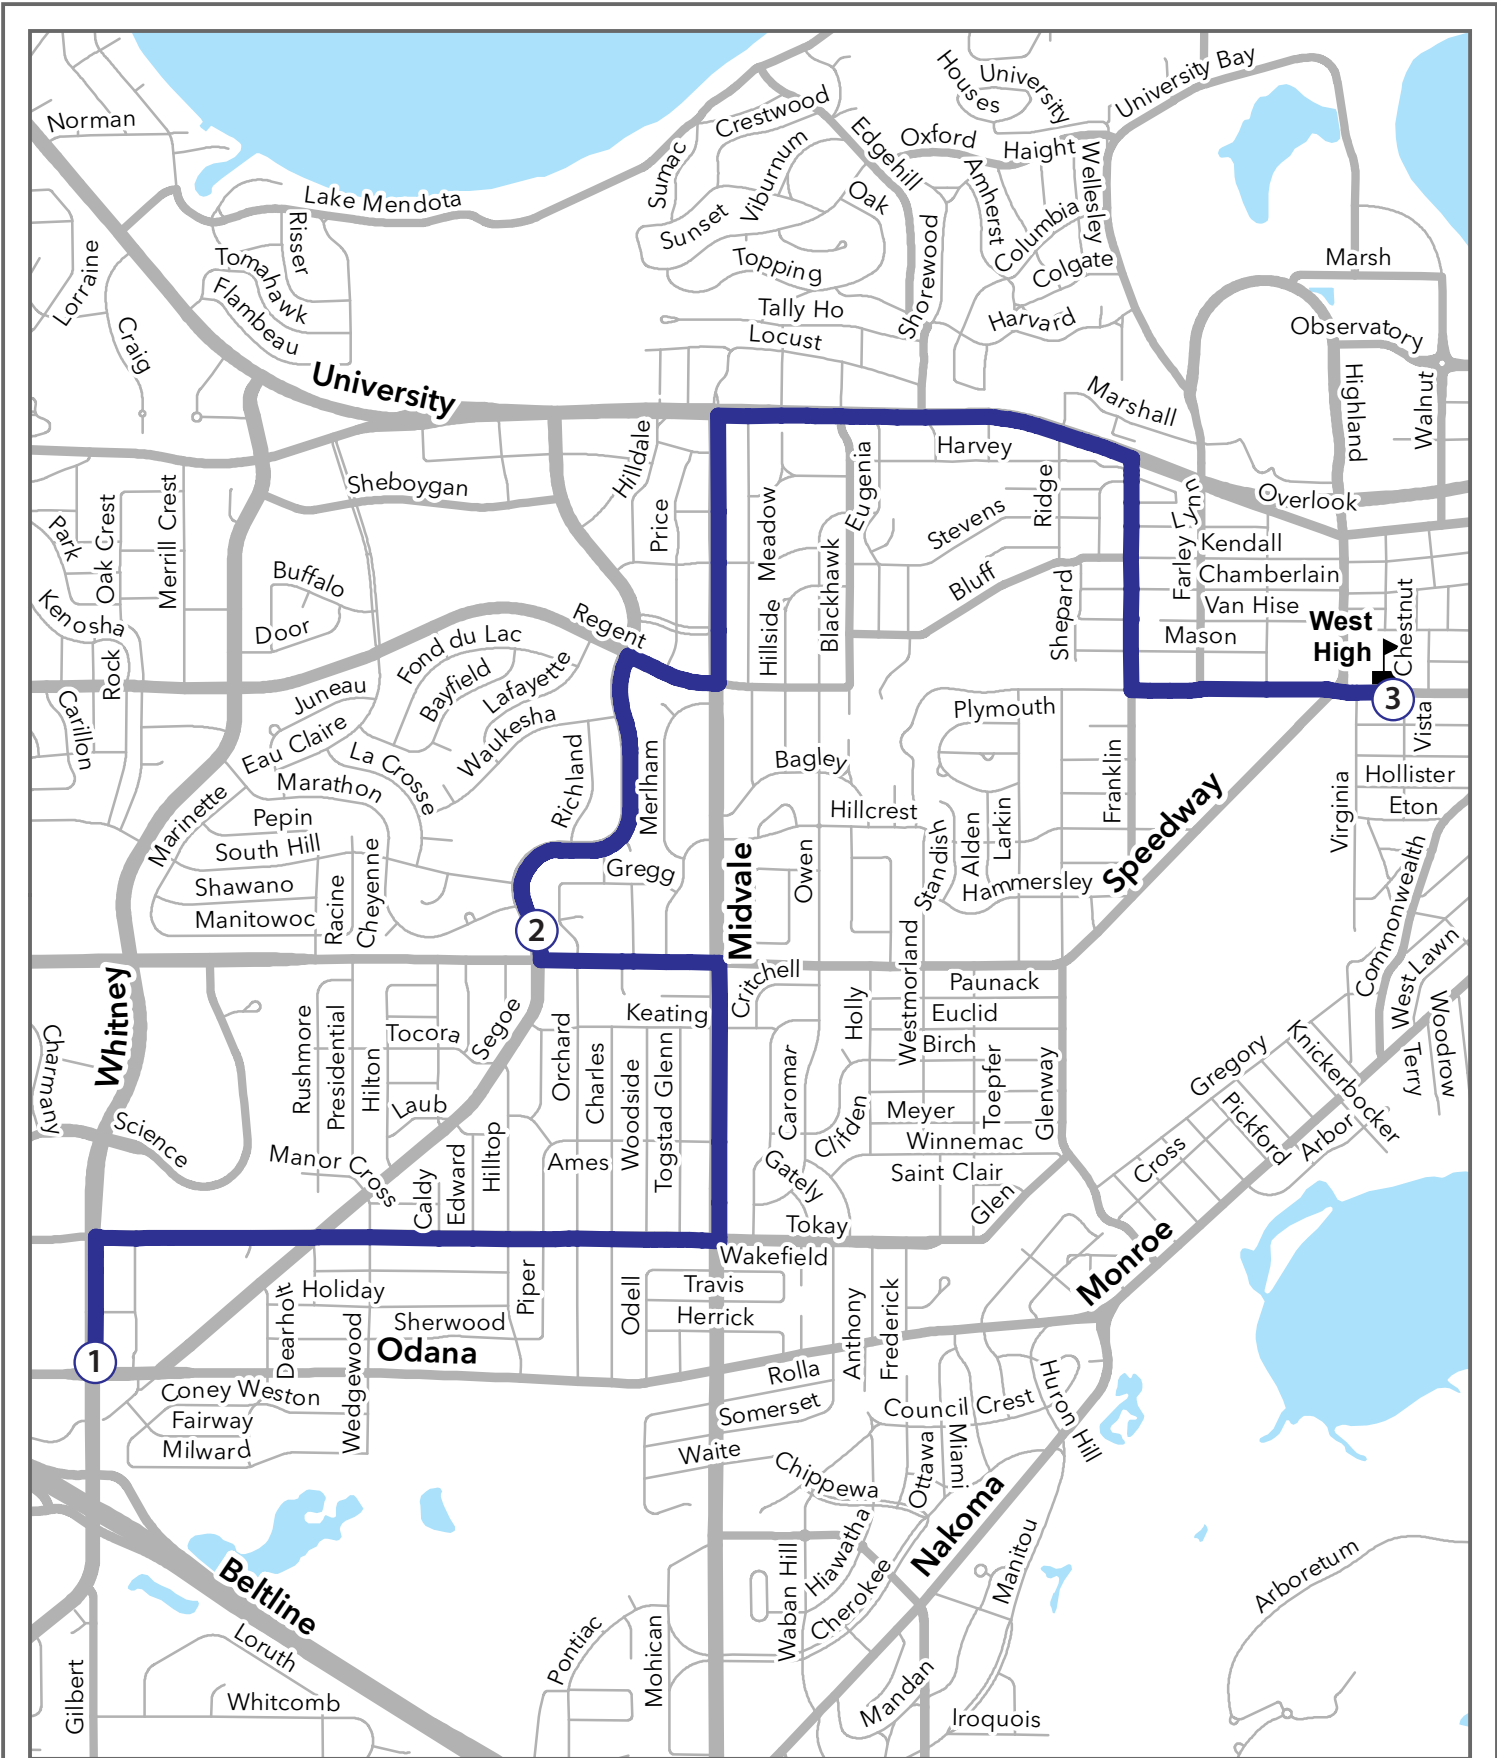 Norman
Lake Mendota
Risser
Tomahawk
Flambeau
Lorraine
Craig
University
Sumac
Crestwood
Viburnum
Sunset
Oak
Topping
Tally Ho
Locust
Edgehill
Shorewood
Houses
University
University Bay
Oxford
Haight
Amherst
Columbia
Wellesley
Colgate
Harvard
Marsh
Observatory
Highland
Walnut
Marshall
Harvey
Overlook
Sheboygan
Hilldale
Price
Meadow
Eugenia
Stevens
Ridge
Lynn
Farley
Kendall
Chamberlain
Van Hise
Mason
West
High
Chestnut
3
Park
Oak Crest
Merrill Crest
Kenosha
Rock
Buffalo
Door
Carillon
Regent
Fond du Lac
Bayfield
Lafayette
Waukesha
Juneau
Eau Claire
La Crosse
Marathon
Marinette
Pepin
South Hill
Shawano
Manitowoc
Racine
Cheyenne
Richland
Merlham
Gregg
2
Hillside
Blackhawk
Bluff
Shepard
Plymouth
Bagley
Hillcrest
Owen
Standish
Alden
Larkin
Franklin
Hammersley
Speedway
Vista
Hollister
Eton
Virginia
Commonwealth
West Lawn
Woodrow
Terry
Midvale
Critchell
Whitney
Charmany
Science
Rushmore
Presidential
Hilton
Tocora
Segoe
Laub
Manor Cross
Caldy
Edward
Hilltop
Orchard
Charles
Woodside
Togstad Glenn
Keating
Ames
Holly
Westmorland
Paunack
Euclid
Birch
Toepfer
Glenway
Caromar
Clifden
Meyer
Winnemac
Saint Clair
Gately
Tokay
Glen
Gregory
Knickerbocker
Pickford
Cross
Arbor
Monroe
Wakefield
Travis
Herrick
Odell
Piper
Holiday
Dearholt
Sherwood
Wedgewood
Odana
1
Coney Weston
Fairway
Milward
Anthony
Frederick
Rolla
Somerset
Waite
Council Crest
Huron Hill
Chippewa
Ottawa
Miami
Nakoma
Manitou
Hiawatha
Cherokee
Waban Hill
Mandan
Iroquois
Arboretum
Beltline
Loruth
Whitcomb
Gilbert
Pontiac
Mohican